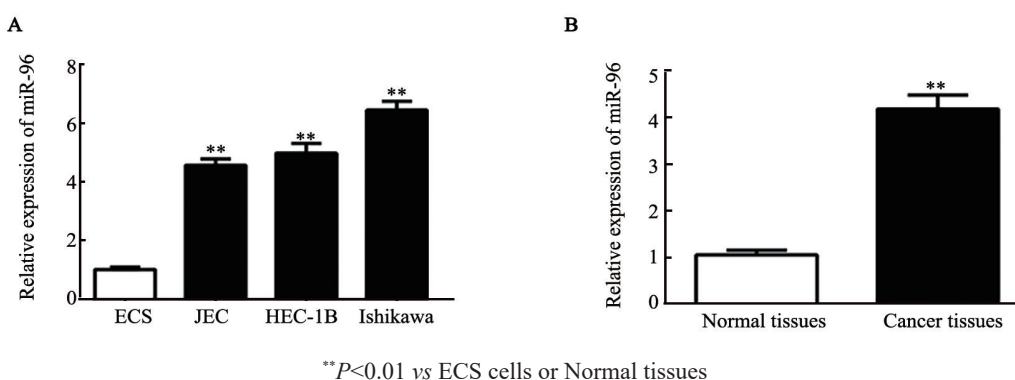 A
Relative expression of miR-96
8
6
4
2
0
**
**
**
ECS JEC HEC-1B Ishikawa
B
Relative expression of miR-96
5
4
3
2
1
0
**
Normal tissues Cancer tissues
**P<0.01 vs ECS cells or Normal tissues